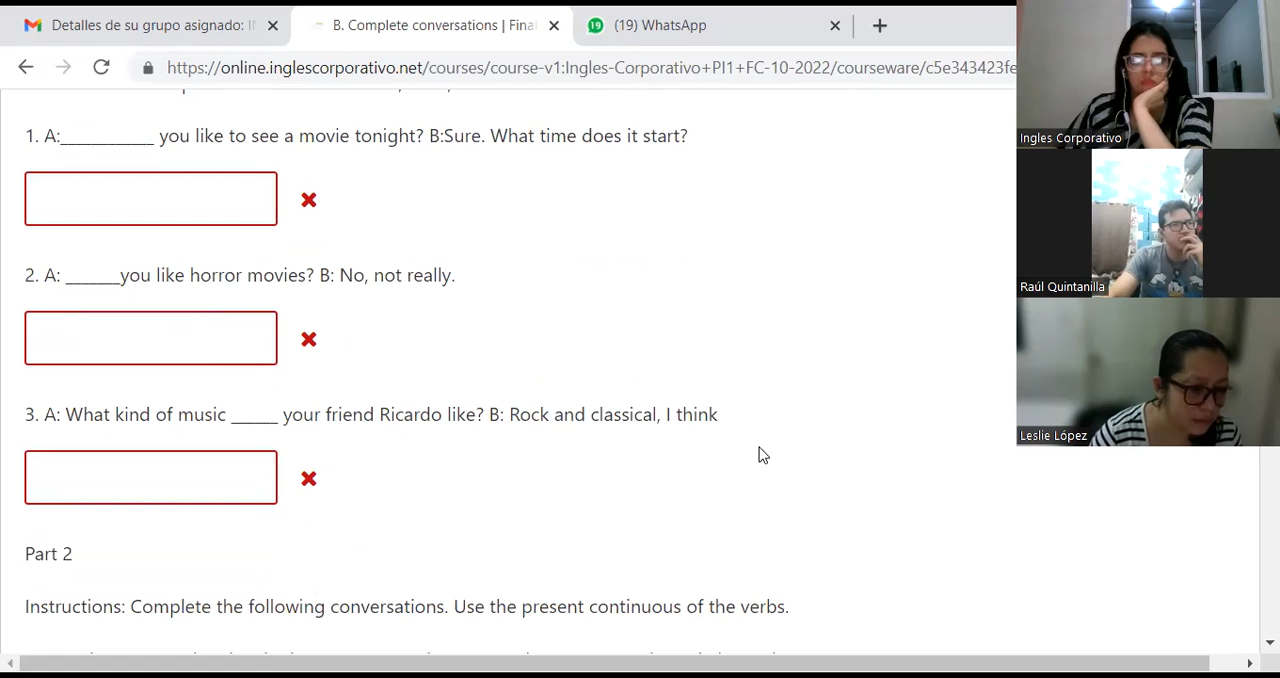 Detalles de su grupo asignado: I
B. Complete conversations | Fina
(19) WhatsApp
19
https://online.inglescorporativo.net/courses/course-v1:Ingles-Corporativo+PI1+FC-10-2022/courseware/c5e343423fe
1. A:___________ you like to see a movie tonight? B:Sure. What time does it start?
2. A: _______you like horror movies? B: No, not really.
3. A: What kind of music ______ your friend Ricardo like? B: Rock and classical, I think
Part 2
Instructions: Complete the following conversations. Use the present continuous of the verbs.
Ingles Corporativo
Raúl Quintanilla
Leslie López